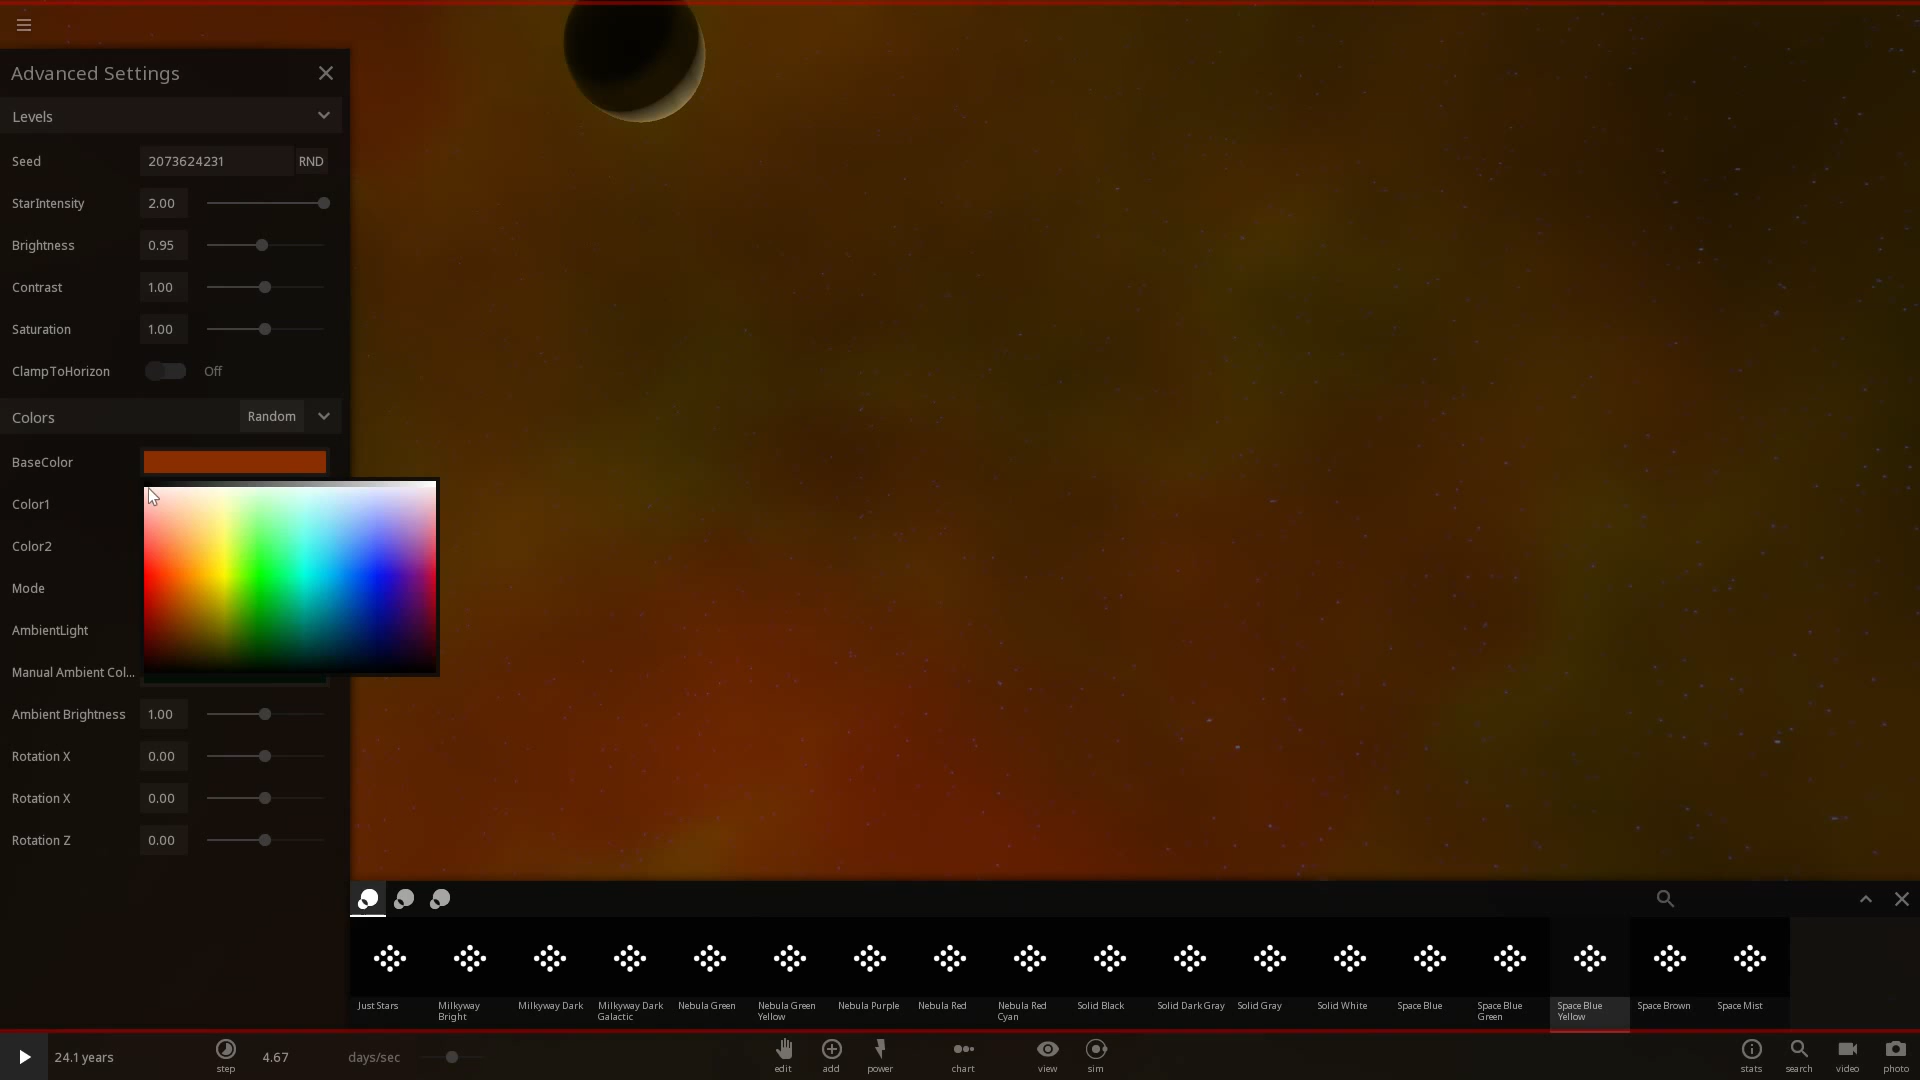 Advanced Settings
Levels
Seed 2073624231 RND
StarIntensity 2.00
Brightness 0.95
Contrast 1.00
Saturation 1.00
ClampToHorizon Off
Colors Random
BaseColor
Color1
Color2
Mode
AmbientLight
Manual Ambient Col...
Ambient Brightness 1.00
Rotation X 0.00
Rotation X 0.00
Rotation Z 0.00
Just Stars
Milkyway
Bright
Milkyway Dark
Milkyway Dark
Galactic
Nebula Green
Nebula Green
Yellow
Nebula Purple
Nebula Red
Nebula Red
Cyan
Solid Black
Solid Dark Gray
Solid Gray
Solid White
Space Blue
Space Blue
Green
Space Blue
Yellow
Space Brown
Space Mist
24.1 years
step
4.67 days/sec
edit
add
power
chart
view
sim
stats
search
video
photo